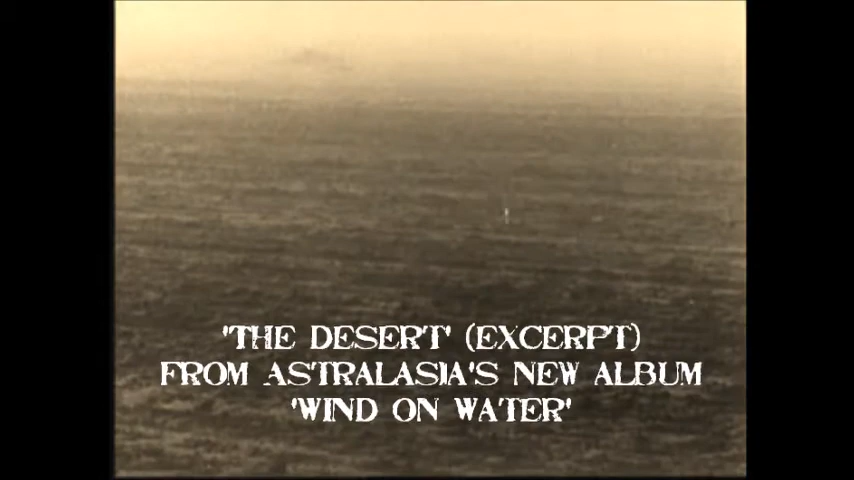 'THE DESERT' (EXCERPT)
FROM ASTRALASIA'S NEW ALBUM
'WIND ON WATER'